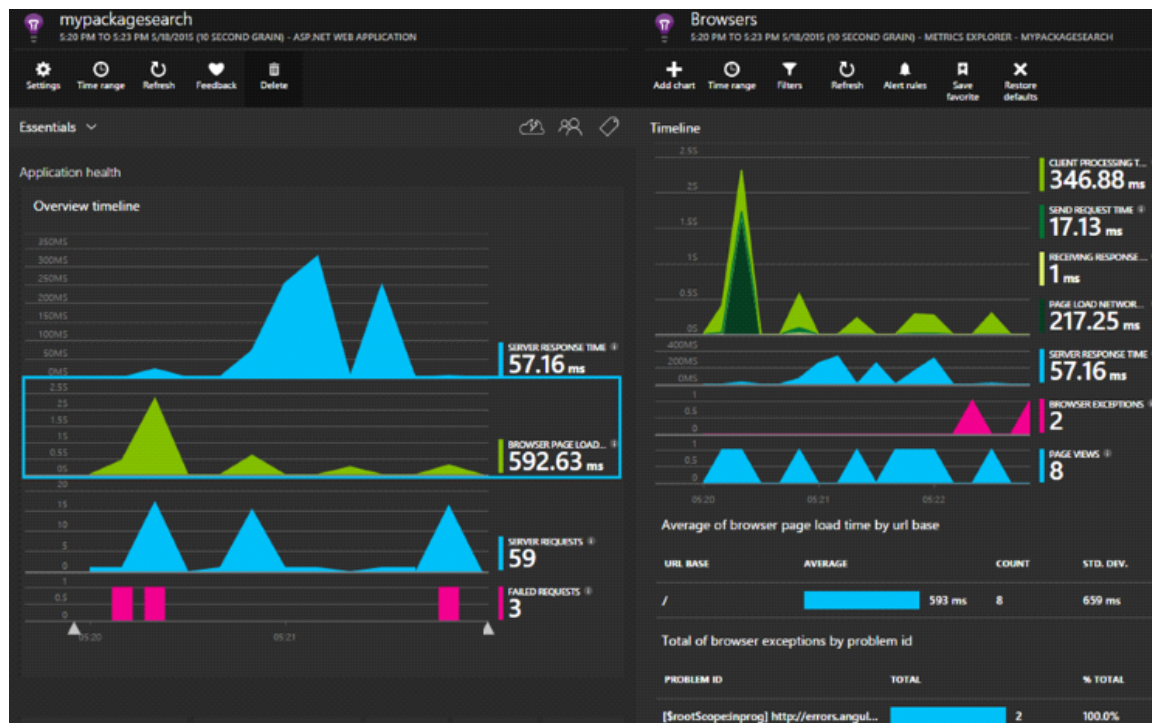 mypackagesearch
5:20 PM TO 5:23 PM 5/18/2015 (10 SECOND GRAIN) - ASP.NET WEB APPLICATION
Settings Time range Refresh Feedback Delete
Essentials
Application health
Overview timeline
350MS
300MS
250MS
200MS
150MS
100MS
50MS
0MS
SERVER RESPONSE TIME
57.16 ms
2.5S
2S
1.5S
1S
0.5S
0S
BROWSER PAGE LOAD...
592.63 ms
20
15
10
5
0
SERVER REQUESTS
59
1
0.5
0
FAILED REQUESTS
3
05:20 05:21
Browsers
5:20 PM TO 5:23 PM 5/18/2015 (10 SECOND GRAIN) - METRICS EXPLORER - MYPACKAGESEARCH
Add chart Time range Filters Refresh Alert rules Save favorite Restore defaults
Timeline
2.5S
2S
1.5S
1S
0.5S
0S
CLIENT PROCESSING T...
346.88 ms
SEND REQUEST TIME
17.13 ms
RECEIVING RESPONSE...
1 ms
PAGE LOAD NETWOR...
217.25 ms
400MS
200MS
0MS
SERVER RESPONSE TIME
57.16 ms
1
0.5
0
BROWSER EXCEPTIONS
2
1
0.5
0
PAGE VIEWS
8
05:20 05:21 05:22
Average of browser page load time by url base
URL BASE AVERAGE COUNT STD. DEV.
/ 593 ms 8 659 ms
Total of browser exceptions by problem id
PROBLEM ID TOTAL % TOTAL
[$rootScope:inprog] http://errors.angul... 2 100.0%